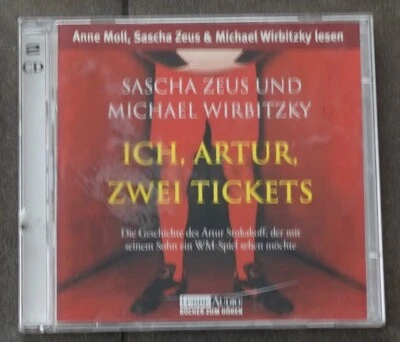 2
CD
Anne Moll, Sascha Zeus & Michael Wirbitzky lesen
SASCHA ZEUS UND
MICHAEL WIRBITZKY
ICH, ARTUR,
ZWEI TICKETS
Die Geschichte des Artur Stukakoff, der mit
seinem Sohn ein WM-Spiel sehen möchte
LÜBBE AUDIO
BÜCHER ZUM HÖREN